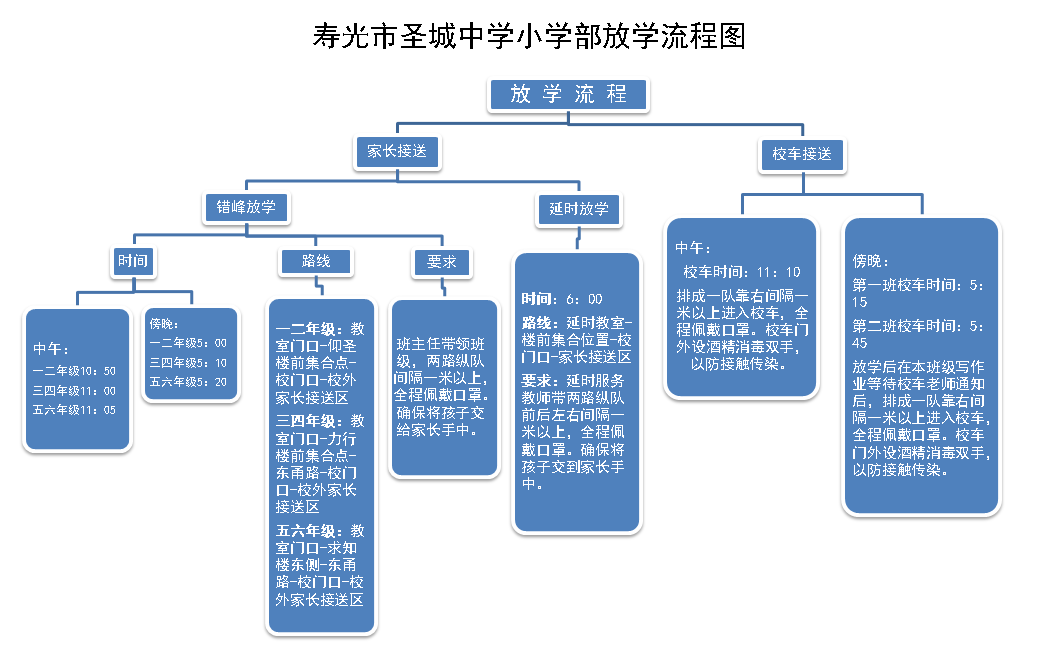 寿光市圣城中学小学部放学流程图
放 学 流 程
家长接送
校车接送
错峰放学
延时放学
时间
路线
要求
中午：
一二年级10：50
三四年级11：00
五六年级11：05
傍晚：
一二年级5：00
三四年级5：10
五六年级5：20
一二年级：教
室门口-仰圣
楼前集合点-
校门口-校外
家长接送区
三四年级：教
室门口-力行
楼前集合点-
东甬路-校门
口-校外家长
接送区
五六年级：教
室门口-求知
楼东侧-东甬
路-校门口-校
外家长接送区
班主任带领班
级，两路纵队
间隔一米以上，
全程佩戴口罩。
确保将孩子交
给家长手中。
时间：6：00
路线：延时教室-
楼前集合位置-校
门口-家长接送区
要求：延时服务
教师带两路纵队
前后左右间隔一
米以上，全程佩
戴口罩。确保将
孩子交到家长手
中。
中午：
校车时间：11：10
排成一队靠右间隔一
米以上进入校车，全
程佩戴口罩。校车门
外设酒精消毒双手，
以防接触传染。
傍晚：
第一班校车时间：5：
15
第二班校车时间：5：
45
放学后在本班级写作
业等待校车老师通知
后，排成一队靠右间
隔一米以上进入校车，
全程佩戴口罩。校车
门外设酒精消毒双手，
以防接触传染。